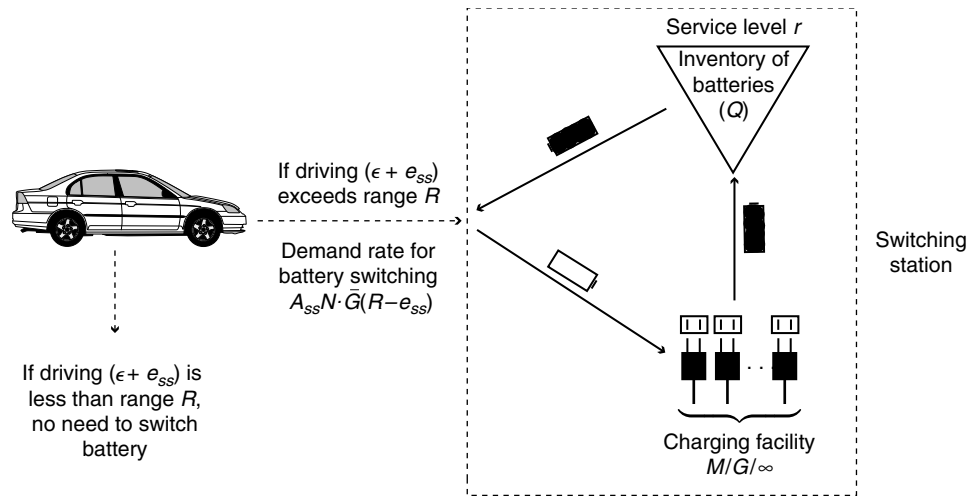 Service level r
Inventory of
batteries
(Q)
If driving (ϵ + e_ss)
exceeds range R
Demand rate for
battery switching
A_ssN·Ḡ(R−e_ss)
Switching
station
If driving (ϵ + e_ss) is
less than range R,
no need to switch
battery
. . .
Charging facility
M/G/∞